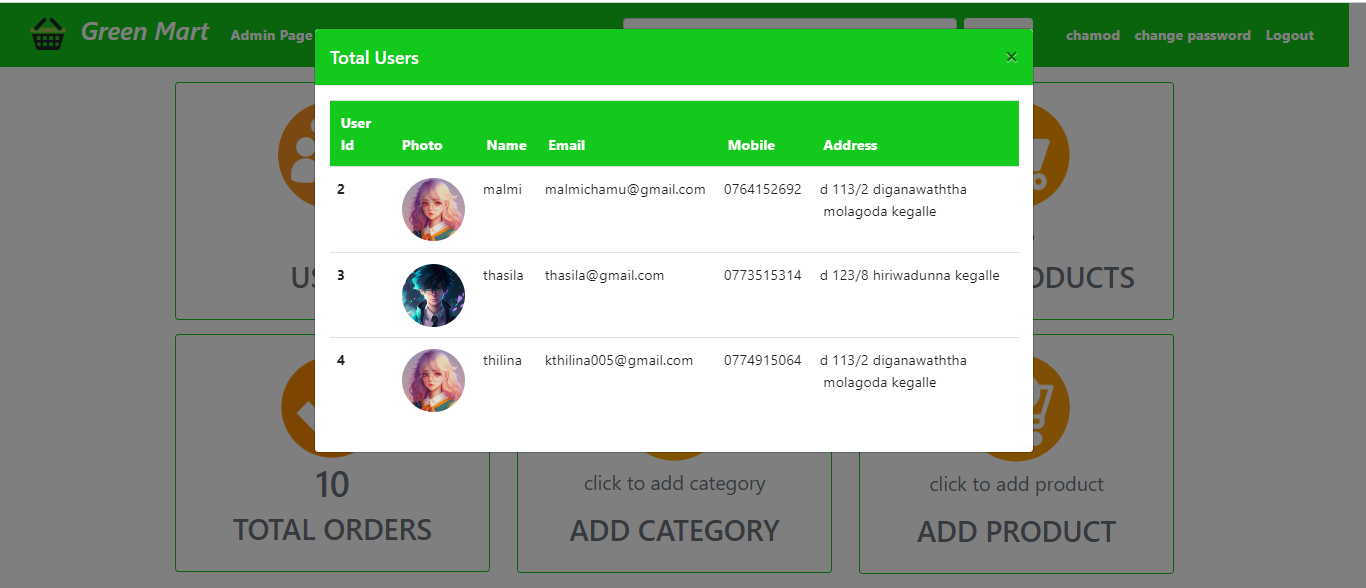 Green Mart Admin Page chamod change password Logout
Total Users ×
User
Id Photo Name Email Mobile Address
2 malmi malmichamu@gmail.com 0764152692 d 113/2 diganawaththa
molagoda kegalle
3 thasila thasila@gmail.com 0773515314 d 123/8 hiriwadunna kegalle
4 thilina kthilina005@gmail.com 0774915064 d 113/2 diganawaththa
molagoda kegalle
10 click to add category click to add product
TOTAL ORDERS ADD CATEGORY ADD PRODUCT